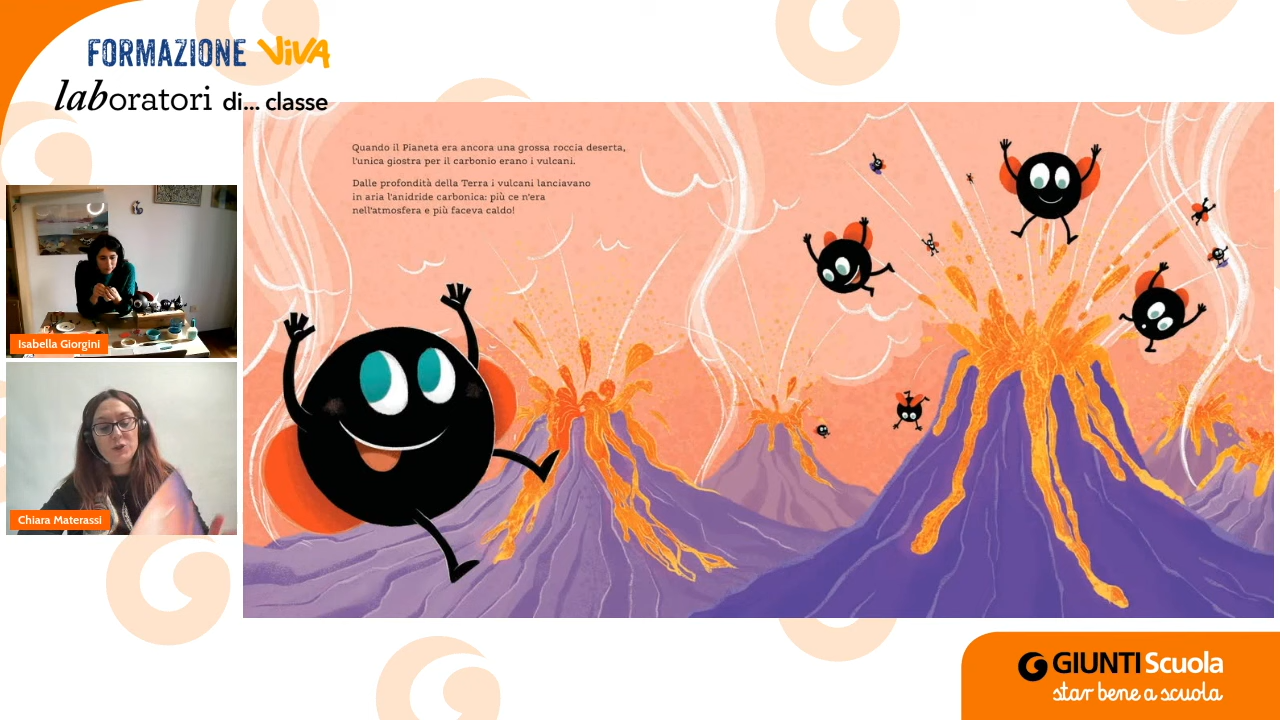 FORMAZIONE VIVA
laboratori di... classe
Quando il Pianeta era ancora una grossa roccia deserta,
l'unica giostra per il carbonio erano i vulcani.
Dalle profondità della Terra i vulcani lanciavano
in aria l'anidride carbonica: più ce n'era
nell'atmosfera e più faceva caldo!
Isabella Giorgini
Chiara Materassi
GIUNTI Scuola
star bene a scuola